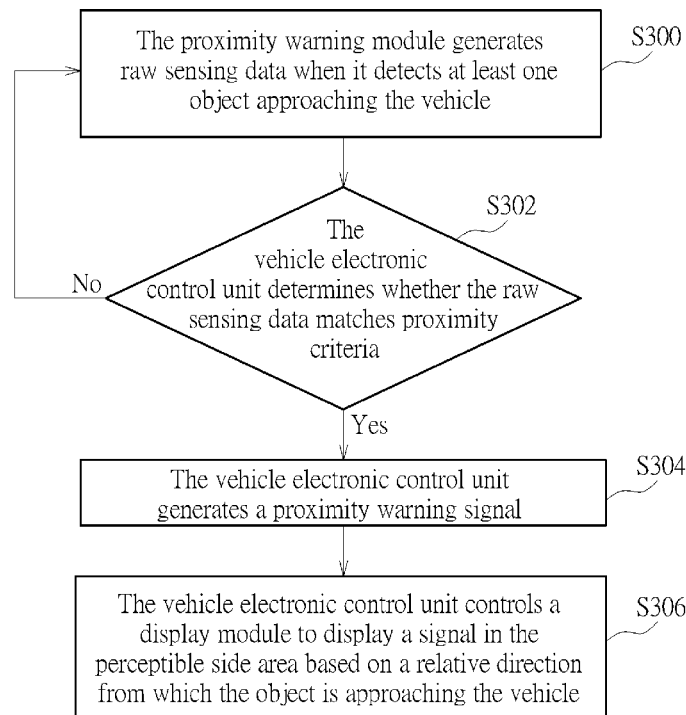 The proximity warning module generates
raw sensing data when it detects at least one
object approaching the vehicle
S300
The
vehicle electronic
control unit determines whether the raw
sensing data matches proximity
criteria
S302
No
Yes
The vehicle electronic control unit
generates a proximity warning signal
S304
The vehicle electronic control unit controls a
display module to display a signal in the
perceptible side area based on a relative direction
from which the object is approaching the vehicle
S306